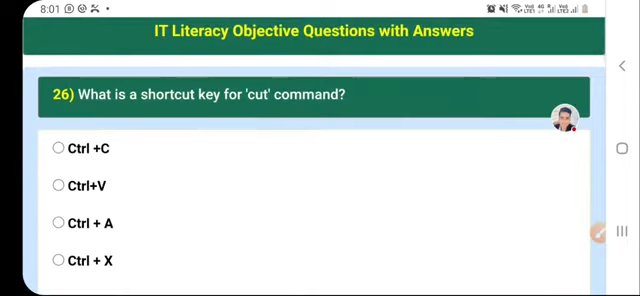 8:01
IT Literacy Objective Questions with Answers
26) What is a shortcut key for 'cut' command?
Ctrl +C
Ctrl+V
Ctrl + A
Ctrl + X